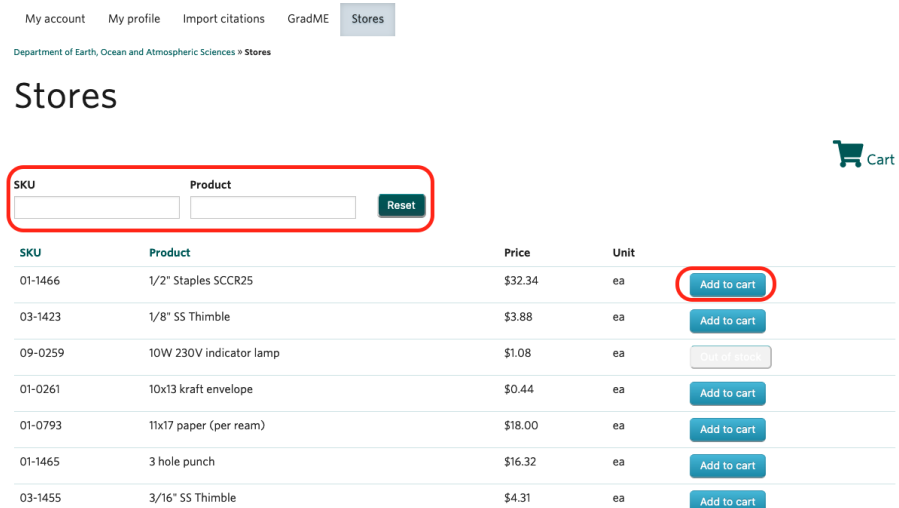 My account My profile Import citations GradME Stores
Department of Earth, Ocean and Atmospheric Sciences » Stores
Stores
Cart
SKU Product
Reset
SKU Product Price Unit
01-1466 1/2" Staples SCCR25 $32.34 ea Add to cart
03-1423 1/8" SS Thimble $3.88 ea Add to cart
09-0259 10W 230V indicator lamp $1.08 ea Out of stock
01-0261 10x13 kraft envelope $0.44 ea Add to cart
01-0793 11x17 paper (per ream) $18.00 ea Add to cart
01-1465 3 hole punch $16.32 ea Add to cart
03-1455 3/16" SS Thimble $4.31 ea Add to cart